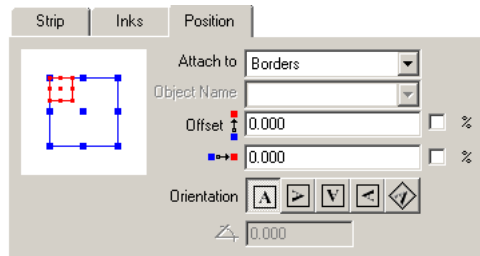 Strip Inks Position
Attach to Borders
Object Name
Offset 0.000 %
0.000 %
Orientation A A A A A
0.000